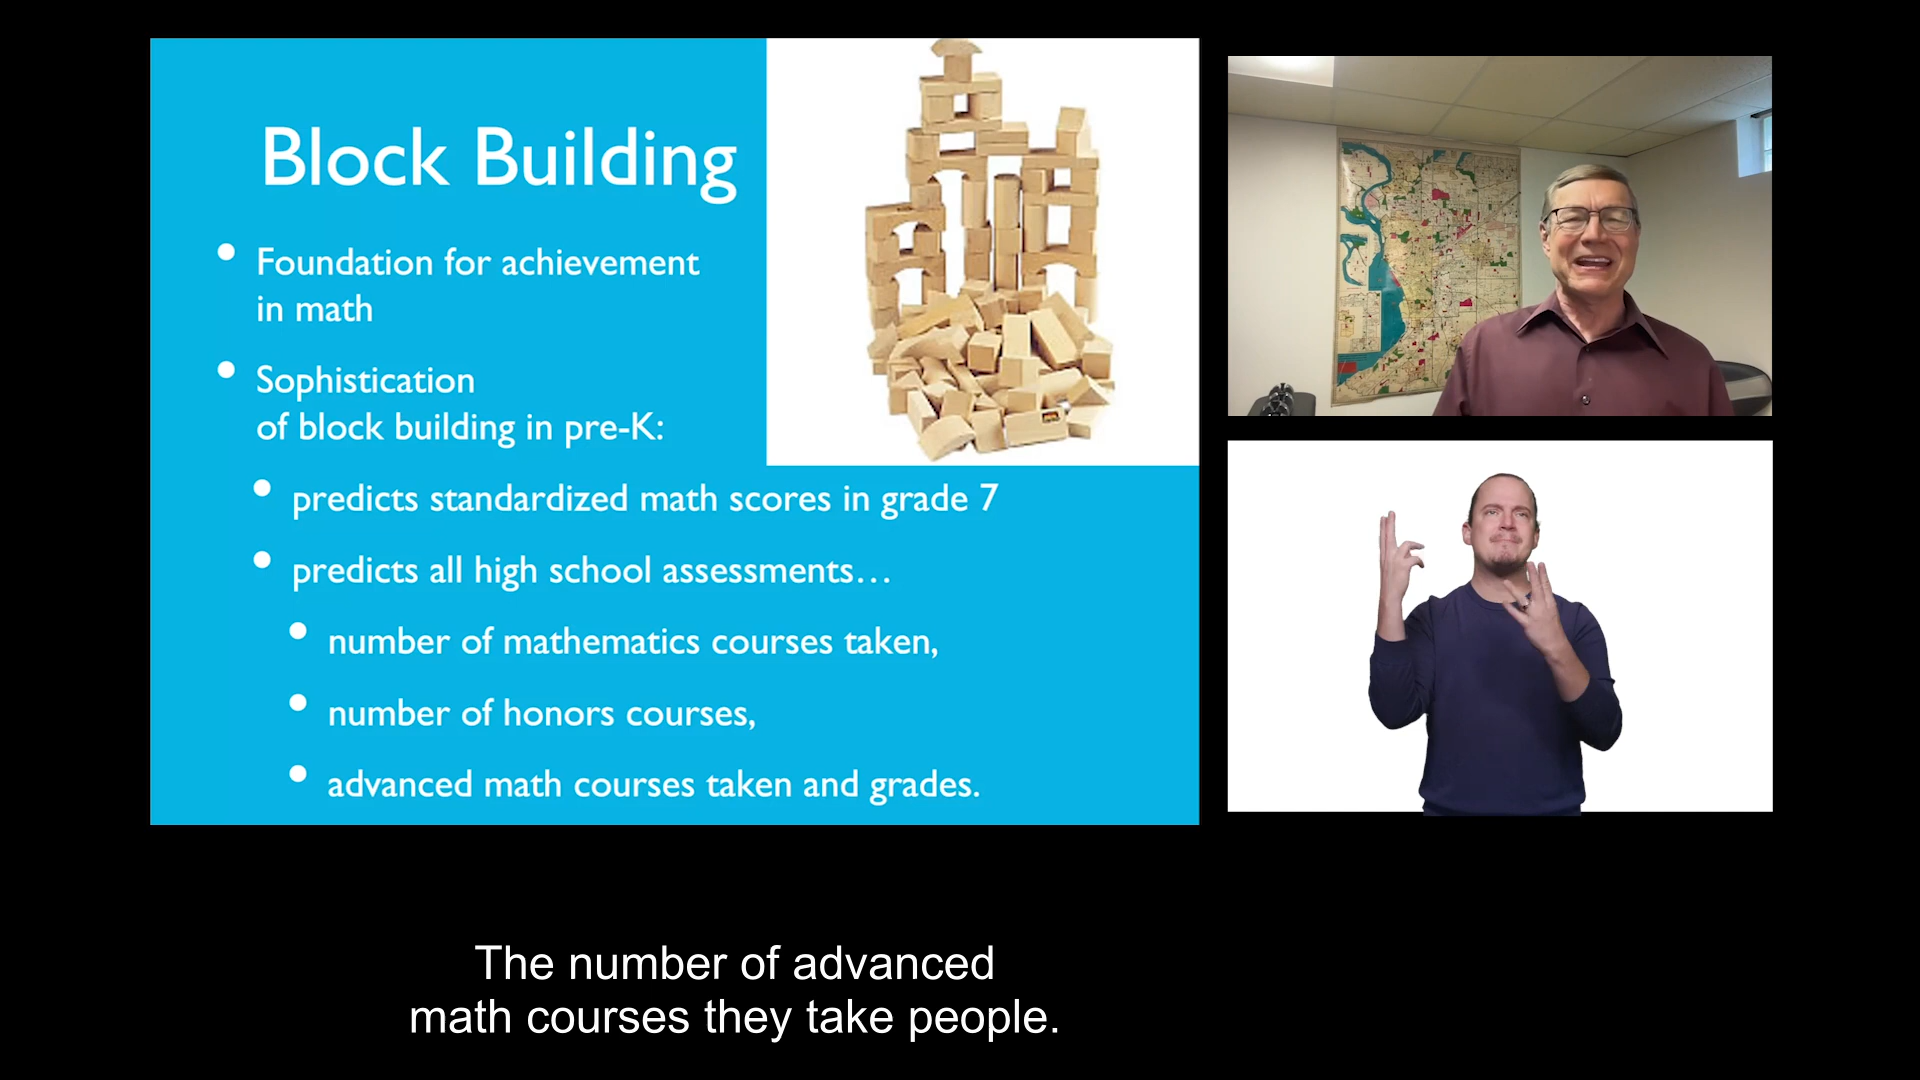 Block Building
• Foundation for achievement
in math
• Sophistication
of block building in pre-K:
• predicts standardized math scores in grade 7
• predicts all high school assessments…
• number of mathematics courses taken,
• number of honors courses,
• advanced math courses taken and grades.
The number of advanced
math courses they take people.